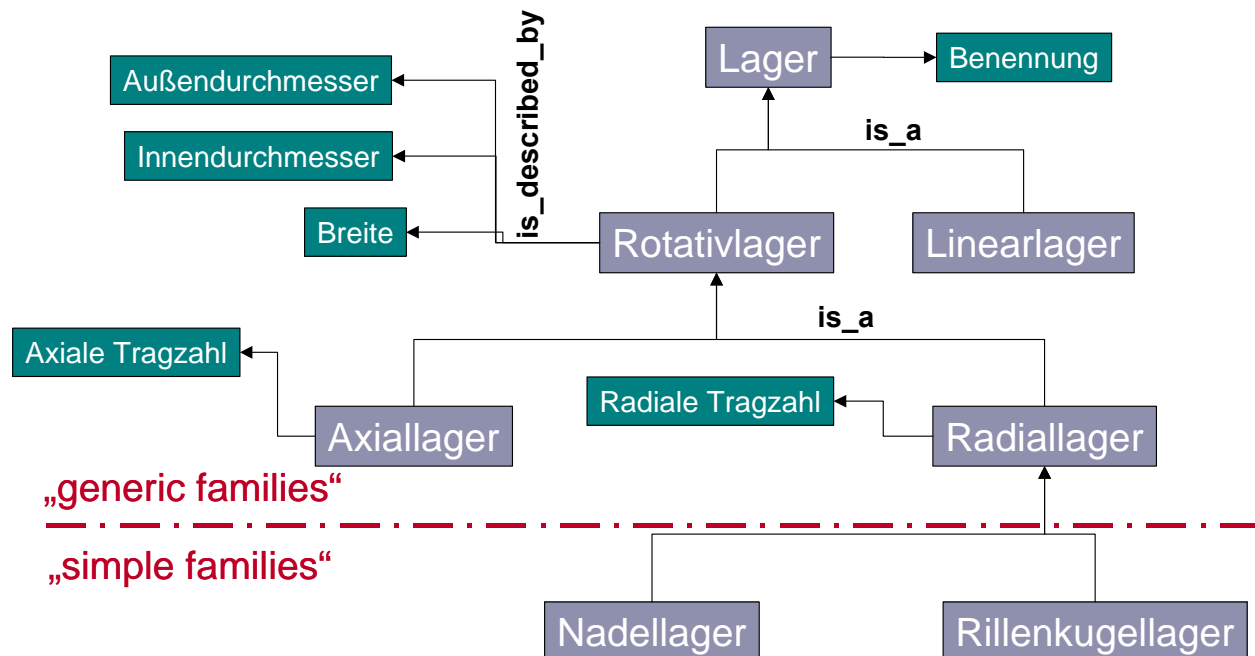 Lager
Benennung
Außendurchmesser
is_described_by
is_a
Innendurchmesser
Breite
Rotativlager
Linearlager
is_a
Axiale Tragzahl
Radiale Tragzahl
Axiallager
Radiallager
„generic families“
„simple families“
Nadellager
Rillenkugellager